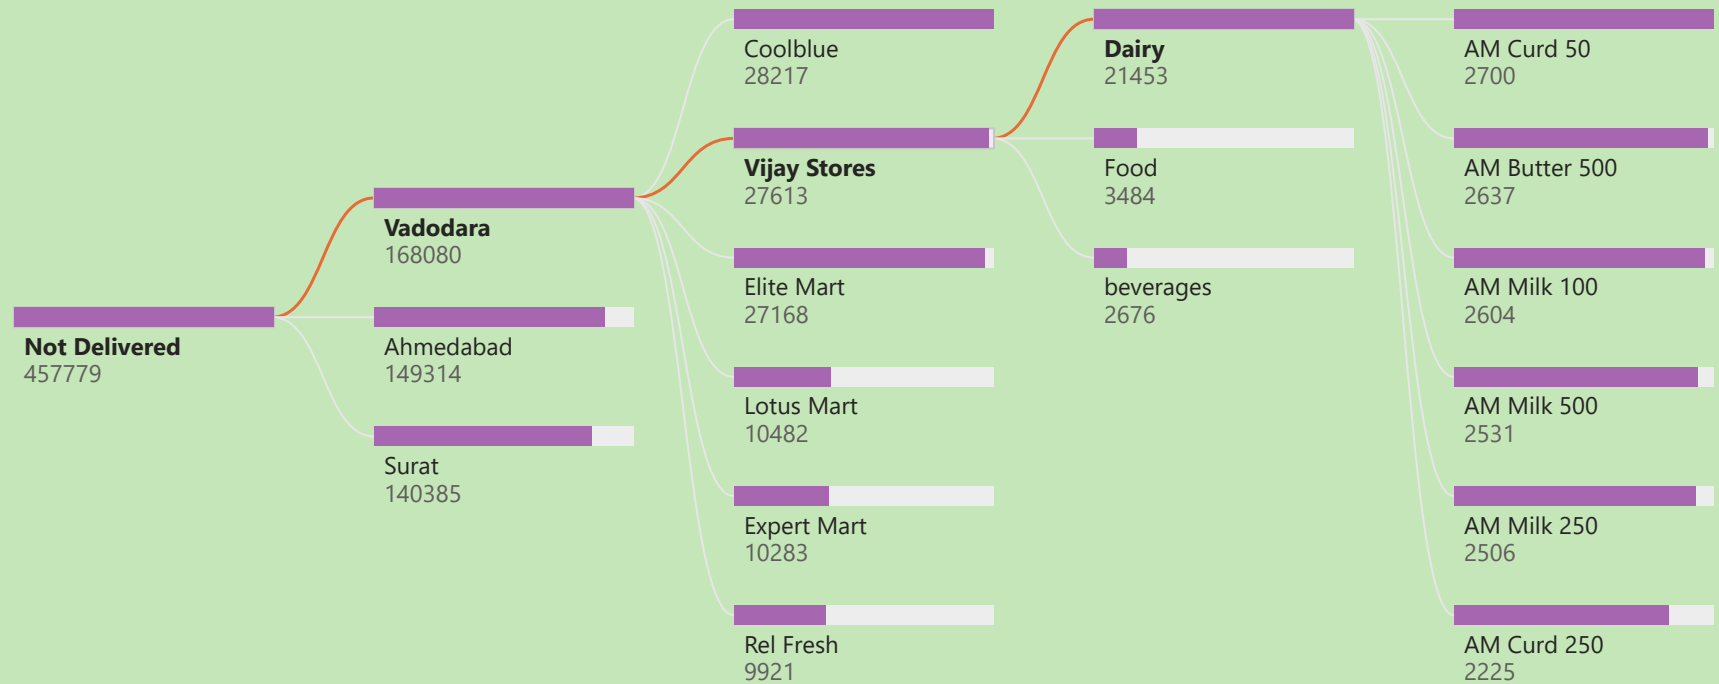 Not Delivered
457779
Vadodara
168080
Ahmedabad
149314
Surat
140385
Coolblue
28217
Vijay Stores
27613
Elite Mart
27168
Lotus Mart
10482
Expert Mart
10283
Rel Fresh
9921
Dairy
21453
Food
3484
beverages
2676
AM Curd 50
2700
AM Butter 500
2637
AM Milk 100
2604
AM Milk 500
2531
AM Milk 250
2506
AM Curd 250
2225